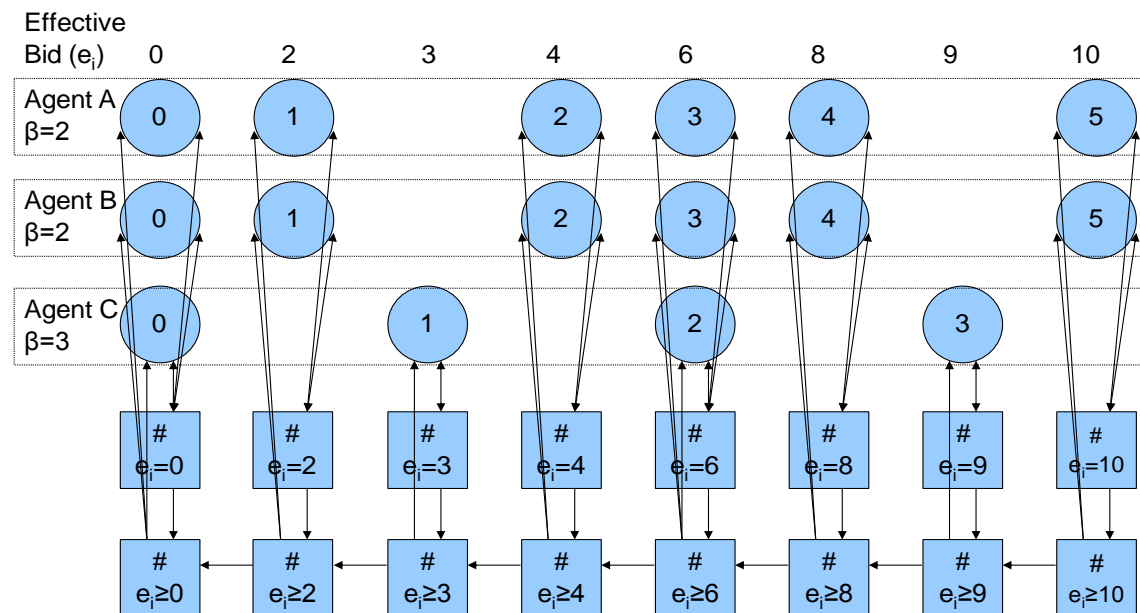 Effective
Bid (eᵢ) 0 2 3 4 6 8 9 10
Agent A
β=2
0 1 2 3 4 5
Agent B
β=2
0 1 2 3 4 5
Agent C
β=3
0 1 2 3
# # # # # # # #
eᵢ=0 eᵢ=2 eᵢ=3 eᵢ=4 eᵢ=6 eᵢ=8 eᵢ=9 eᵢ=10
# # # # # # # #
eᵢ≥0 eᵢ≥2 eᵢ≥3 eᵢ≥4 eᵢ≥6 eᵢ≥8 eᵢ≥9 eᵢ≥10